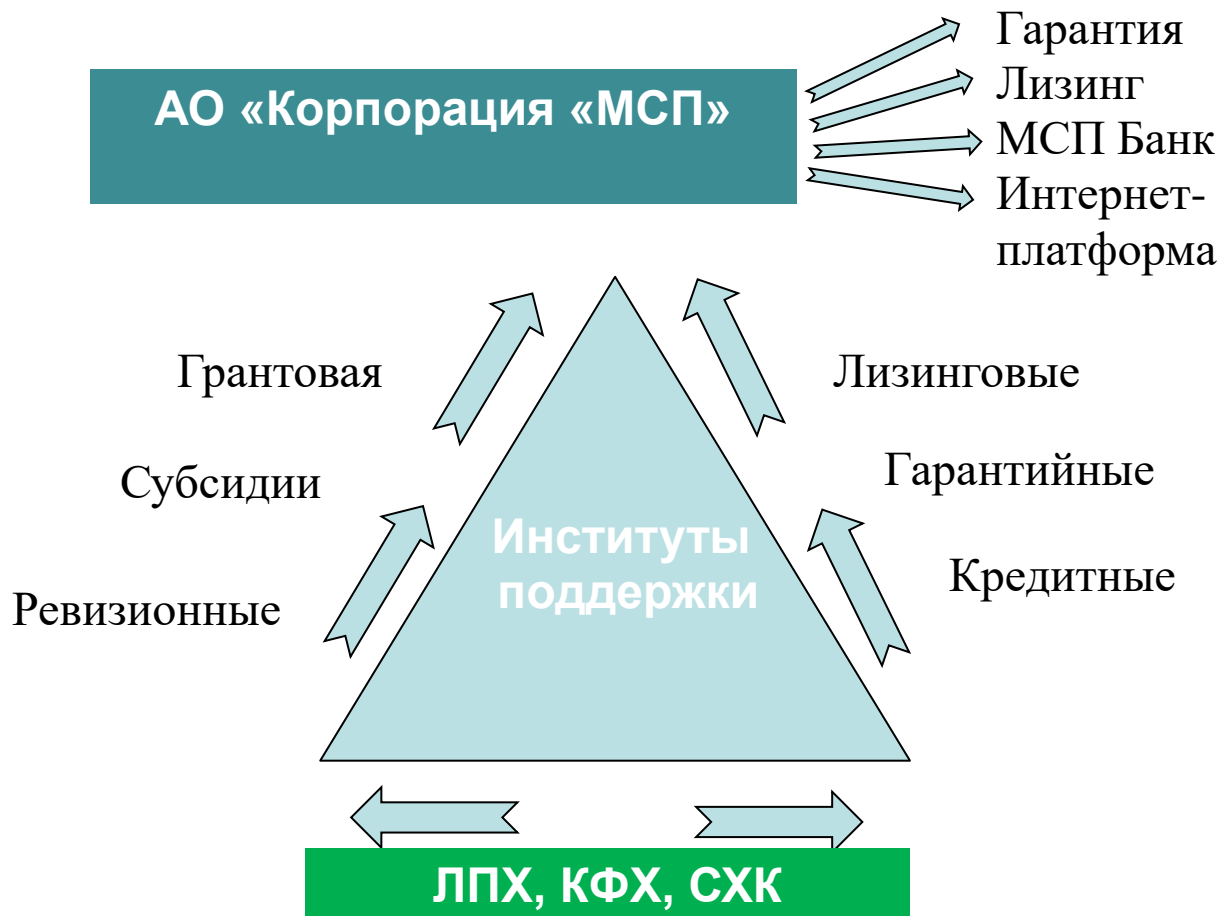 Гарантия
Лизинг
МСП Банк
Интернет-
платформа
АО «Корпорация «МСП»
Грантовая
Субсидии
Ревизионные
Институты
поддержки
Лизинговые
Гарантийные
Кредитные
ЛПХ, КФХ, СХК